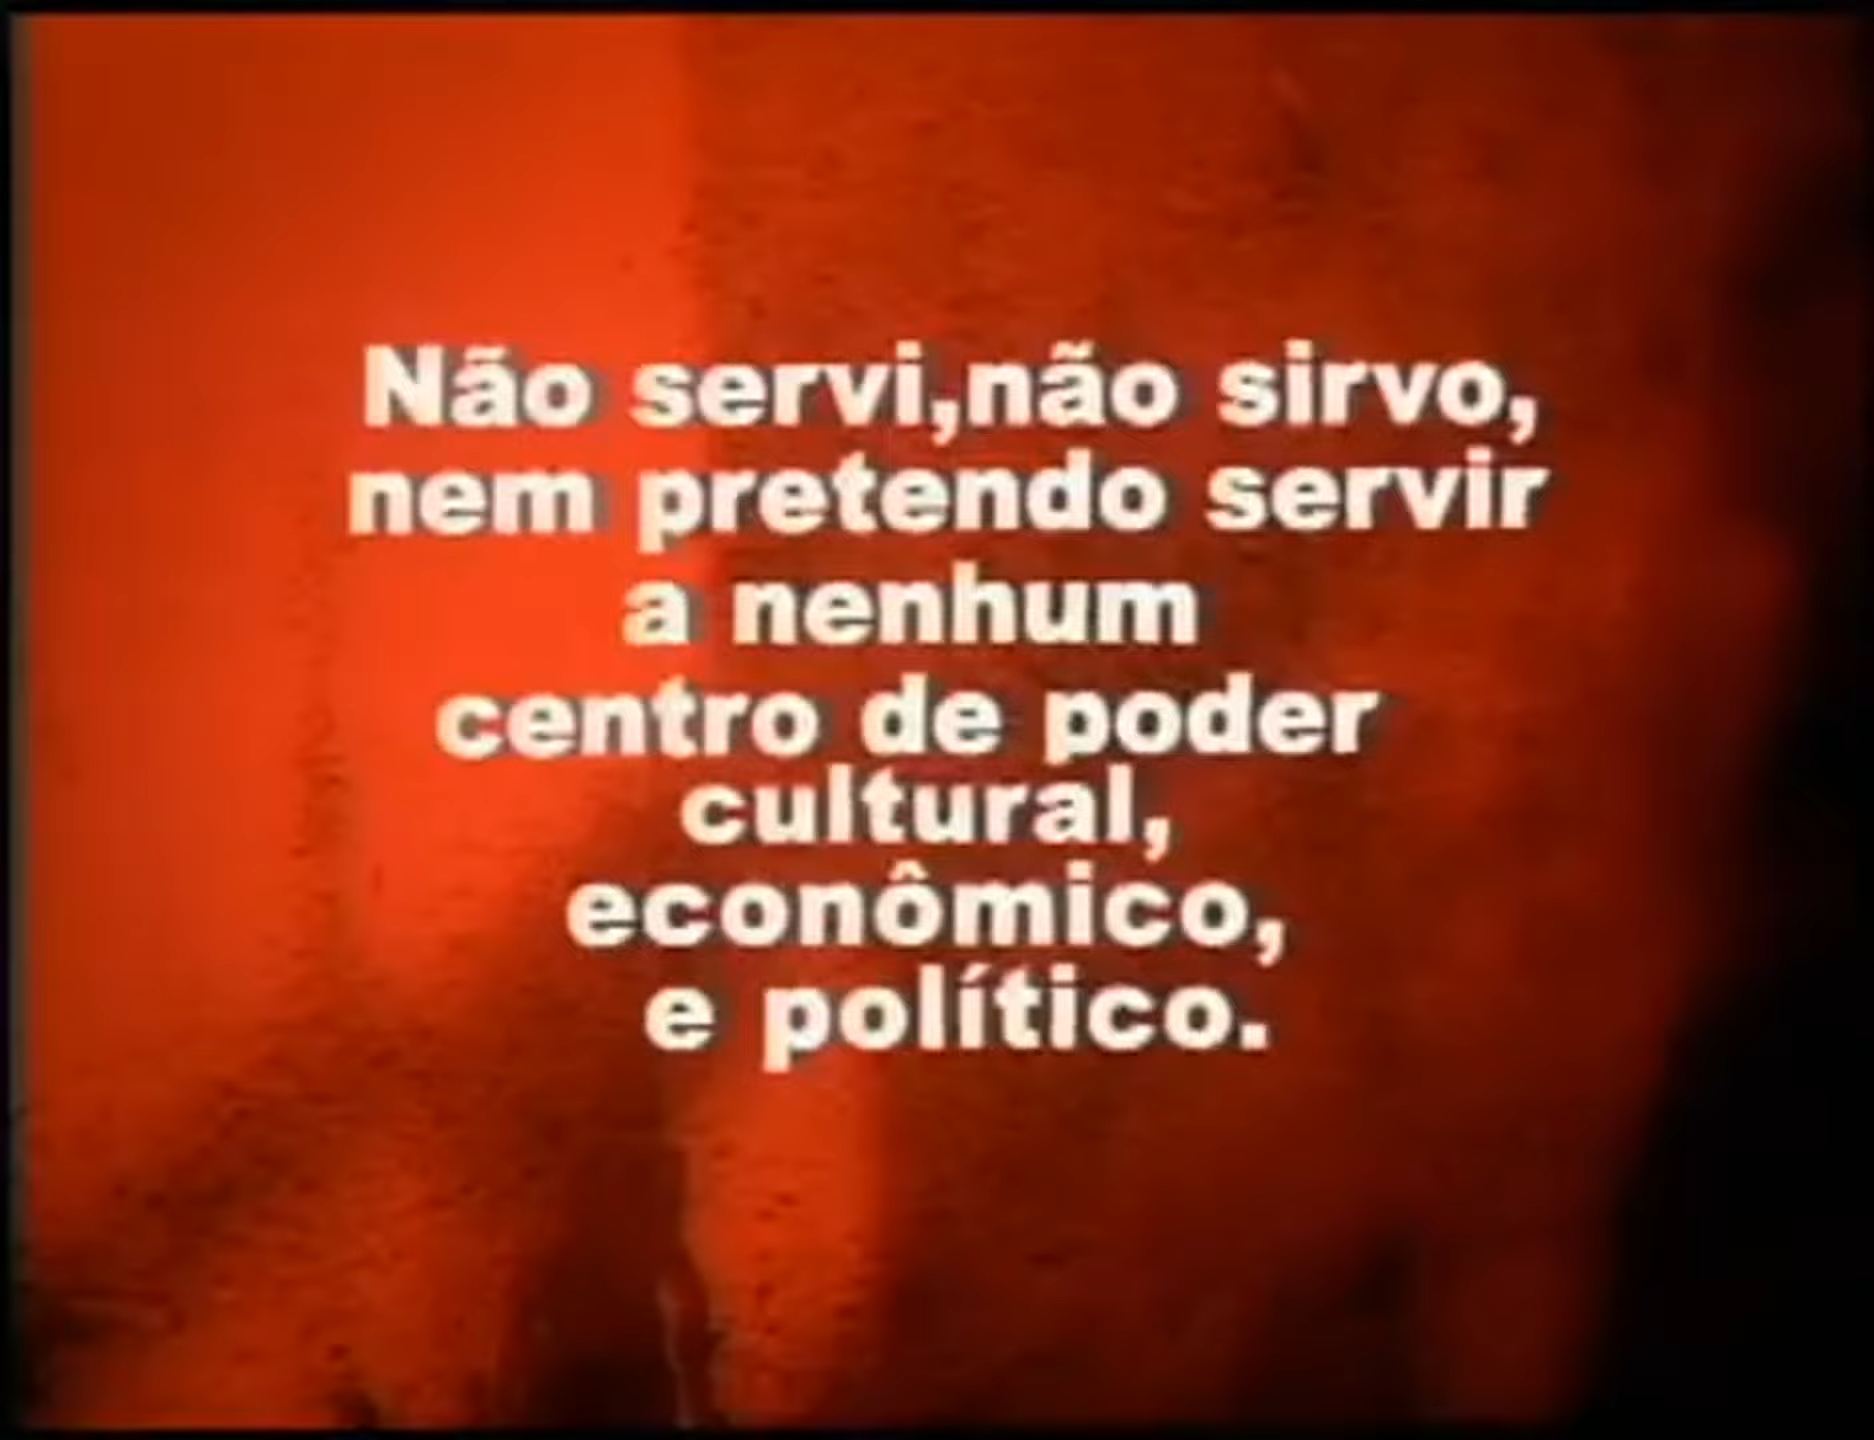 Não servi,não sirvo,
nem pretendo servir
a nenhum
centro de poder
cultural,
econômico,
e político.